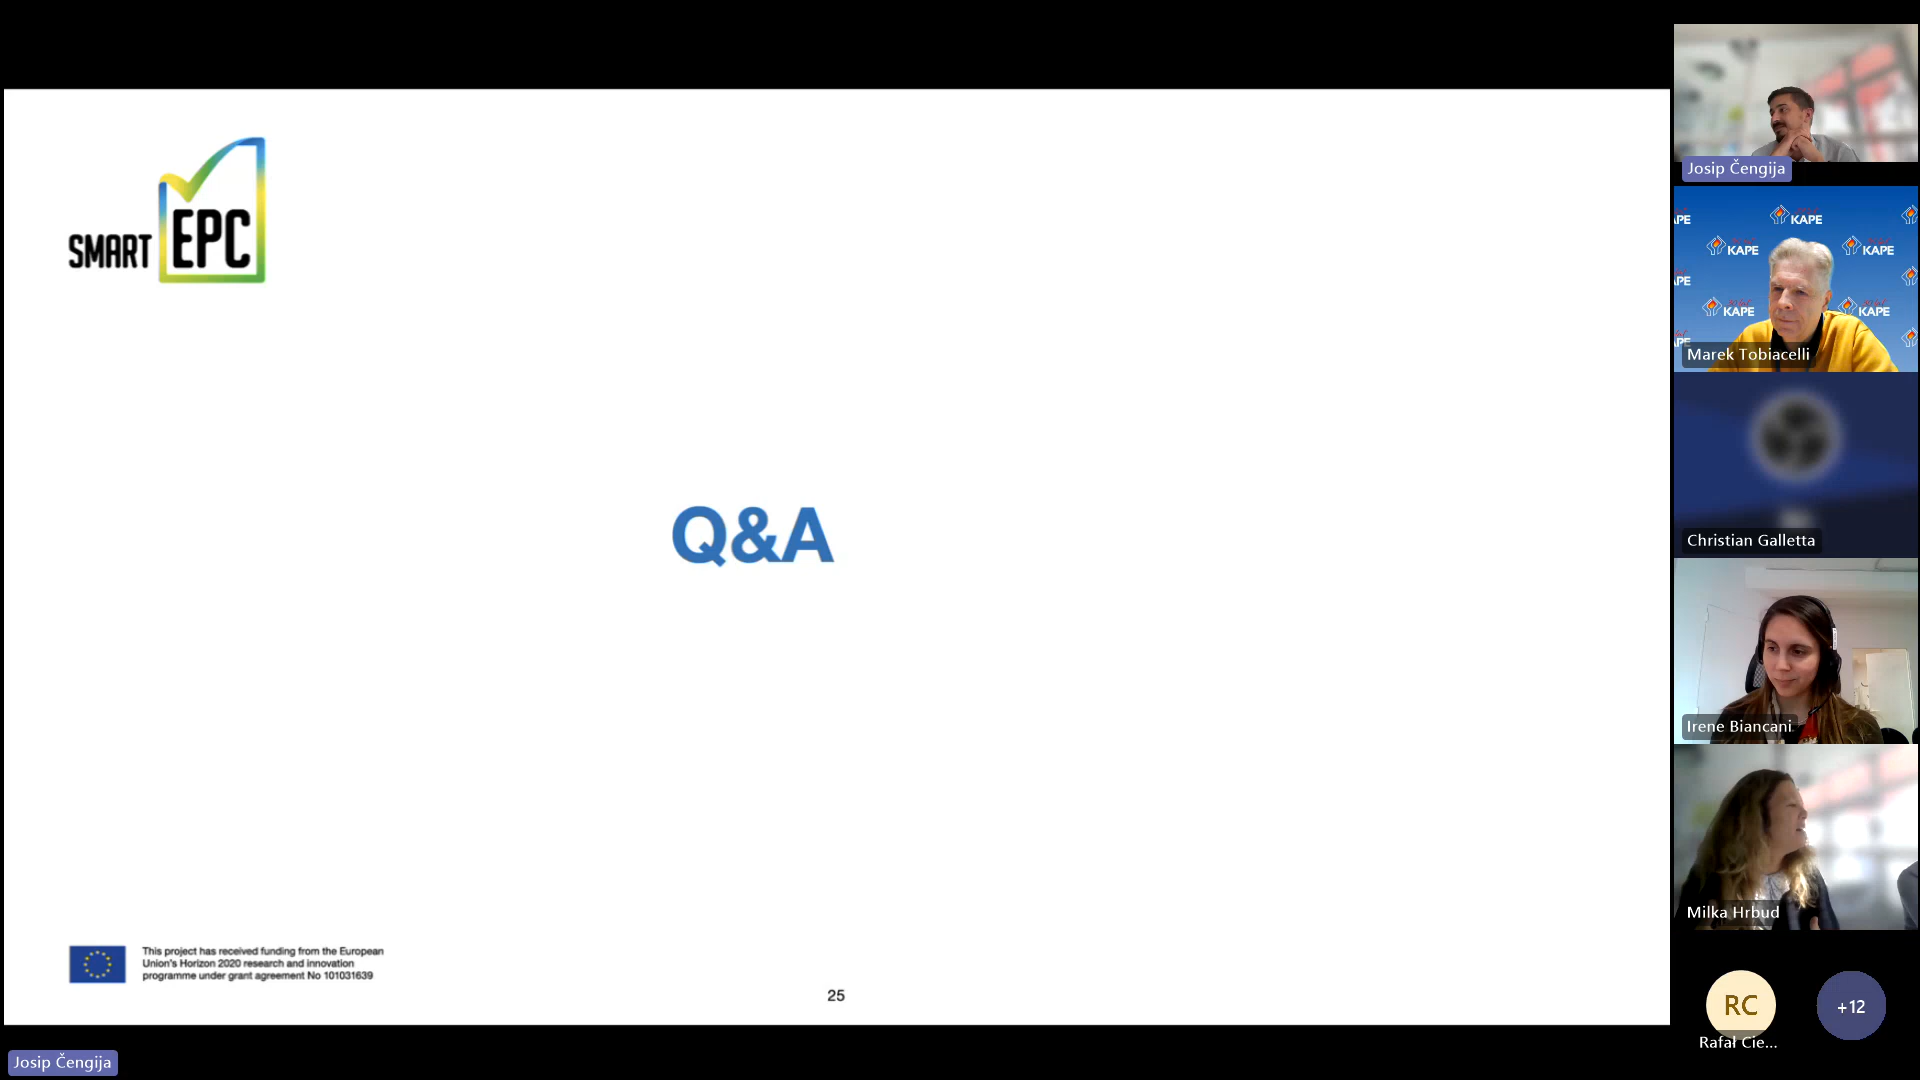 SMART EPC
Q&A
This project has received funding from the European
Union's Horizon 2020 research and innovation
programme under grant agreement No 101031639
25
Josip Čengija
Josip Čengija
KAPE
KAPE
KAPE
KAPE
KAPE
Marek Tobiacelli
Christian Galletta
Irene Biancani
Milka Hrbud
RC
Rafał Cie...
+12